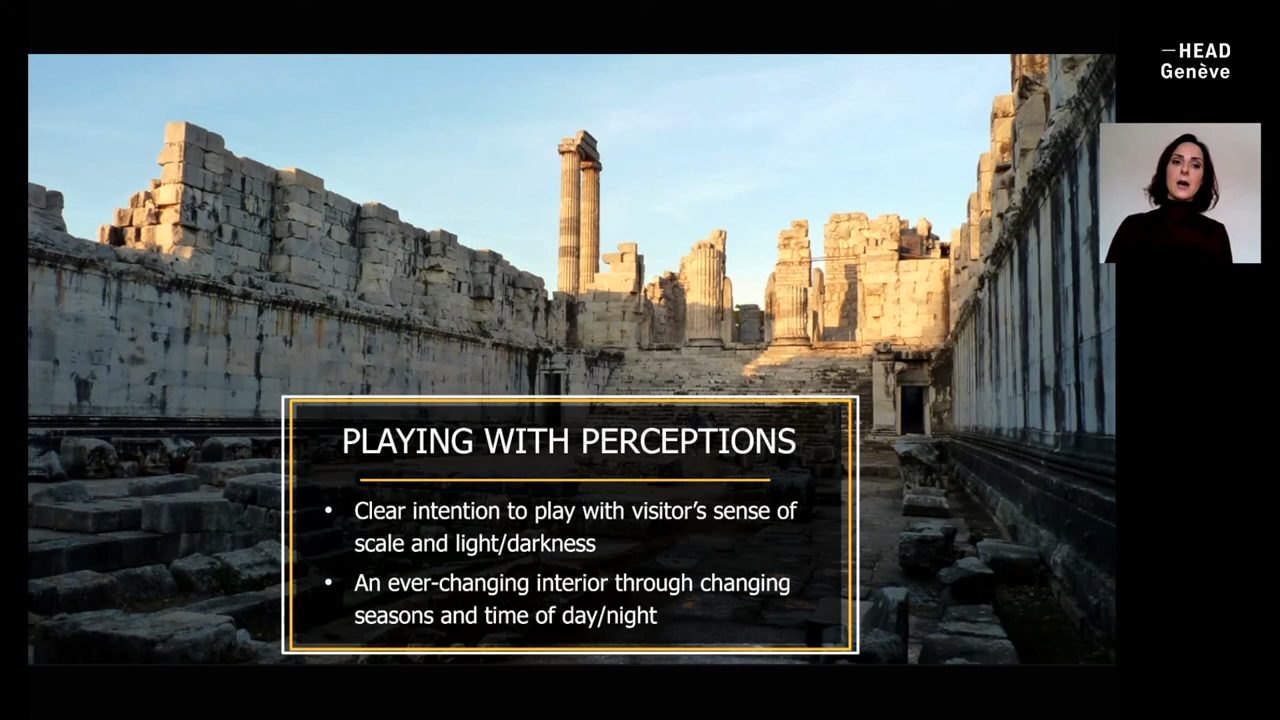 —HEAD
Genève
PLAYING WITH PERCEPTIONS
• Clear intention to play with visitor’s sense of
scale and light/darkness
• An ever-changing interior through changing
seasons and time of day/night